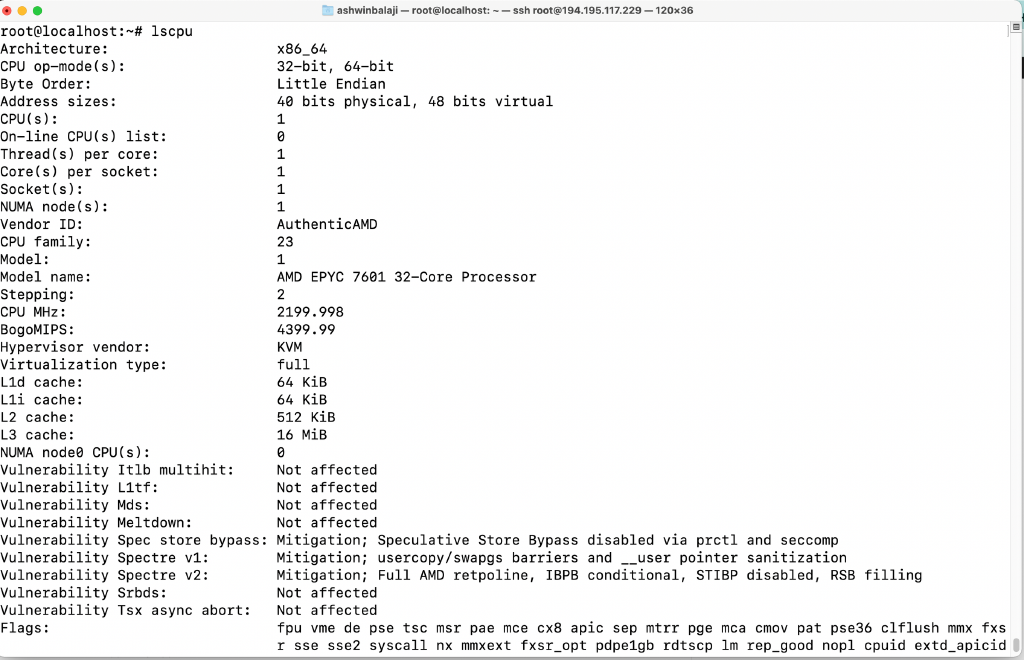 ashwinbalaji — root@localhost: ~ — ssh root@194.195.117.229 — 120×36
root@localhost:~# lscpu
Architecture: x86_64
CPU op-mode(s): 32-bit, 64-bit
Byte Order: Little Endian
Address sizes: 40 bits physical, 48 bits virtual
CPU(s): 1
On-line CPU(s) list: 0
Thread(s) per core: 1
Core(s) per socket: 1
Socket(s): 1
NUMA node(s): 1
Vendor ID: AuthenticAMD
CPU family: 23
Model: 1
Model name: AMD EPYC 7601 32-Core Processor
Stepping: 2
CPU MHz: 2199.998
BogoMIPS: 4399.99
Hypervisor vendor: KVM
Virtualization type: full
L1d cache: 64 KiB
L1i cache: 64 KiB
L2 cache: 512 KiB
L3 cache: 16 MiB
NUMA node0 CPU(s): 0
Vulnerability Itlb multihit: Not affected
Vulnerability L1tf: Not affected
Vulnerability Mds: Not affected
Vulnerability Meltdown: Not affected
Vulnerability Spec store bypass: Mitigation; Speculative Store Bypass disabled via prctl and seccomp
Vulnerability Spectre v1: Mitigation; usercopy/swapgs barriers and __user pointer sanitization
Vulnerability Spectre v2: Mitigation; Full AMD retpoline, IBPB conditional, STIBP disabled, RSB filling
Vulnerability Srbds: Not affected
Vulnerability Tsx async abort: Not affected
Flags: fpu vme de pse tsc msr pae mce cx8 apic sep mtrr pge mca cmov pat pse36 clflush mmx fxs
r sse sse2 syscall nx mmxext fxsr_opt pdpe1gb rdtscp lm rep_good nopl cpuid extd_apicid